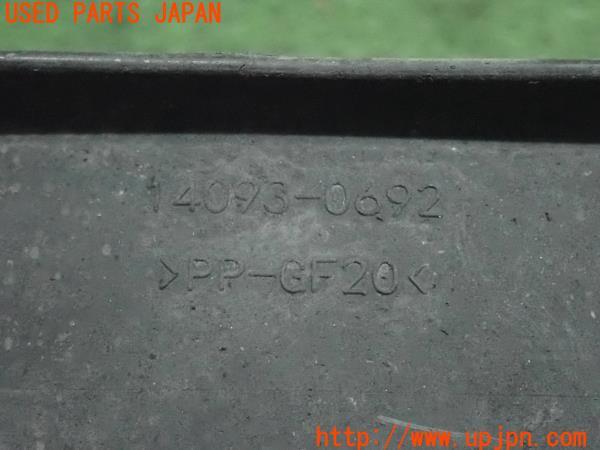 USED PARTS JAPAN
14093-0692
>PP-GF20<
http://www.upjpn.com